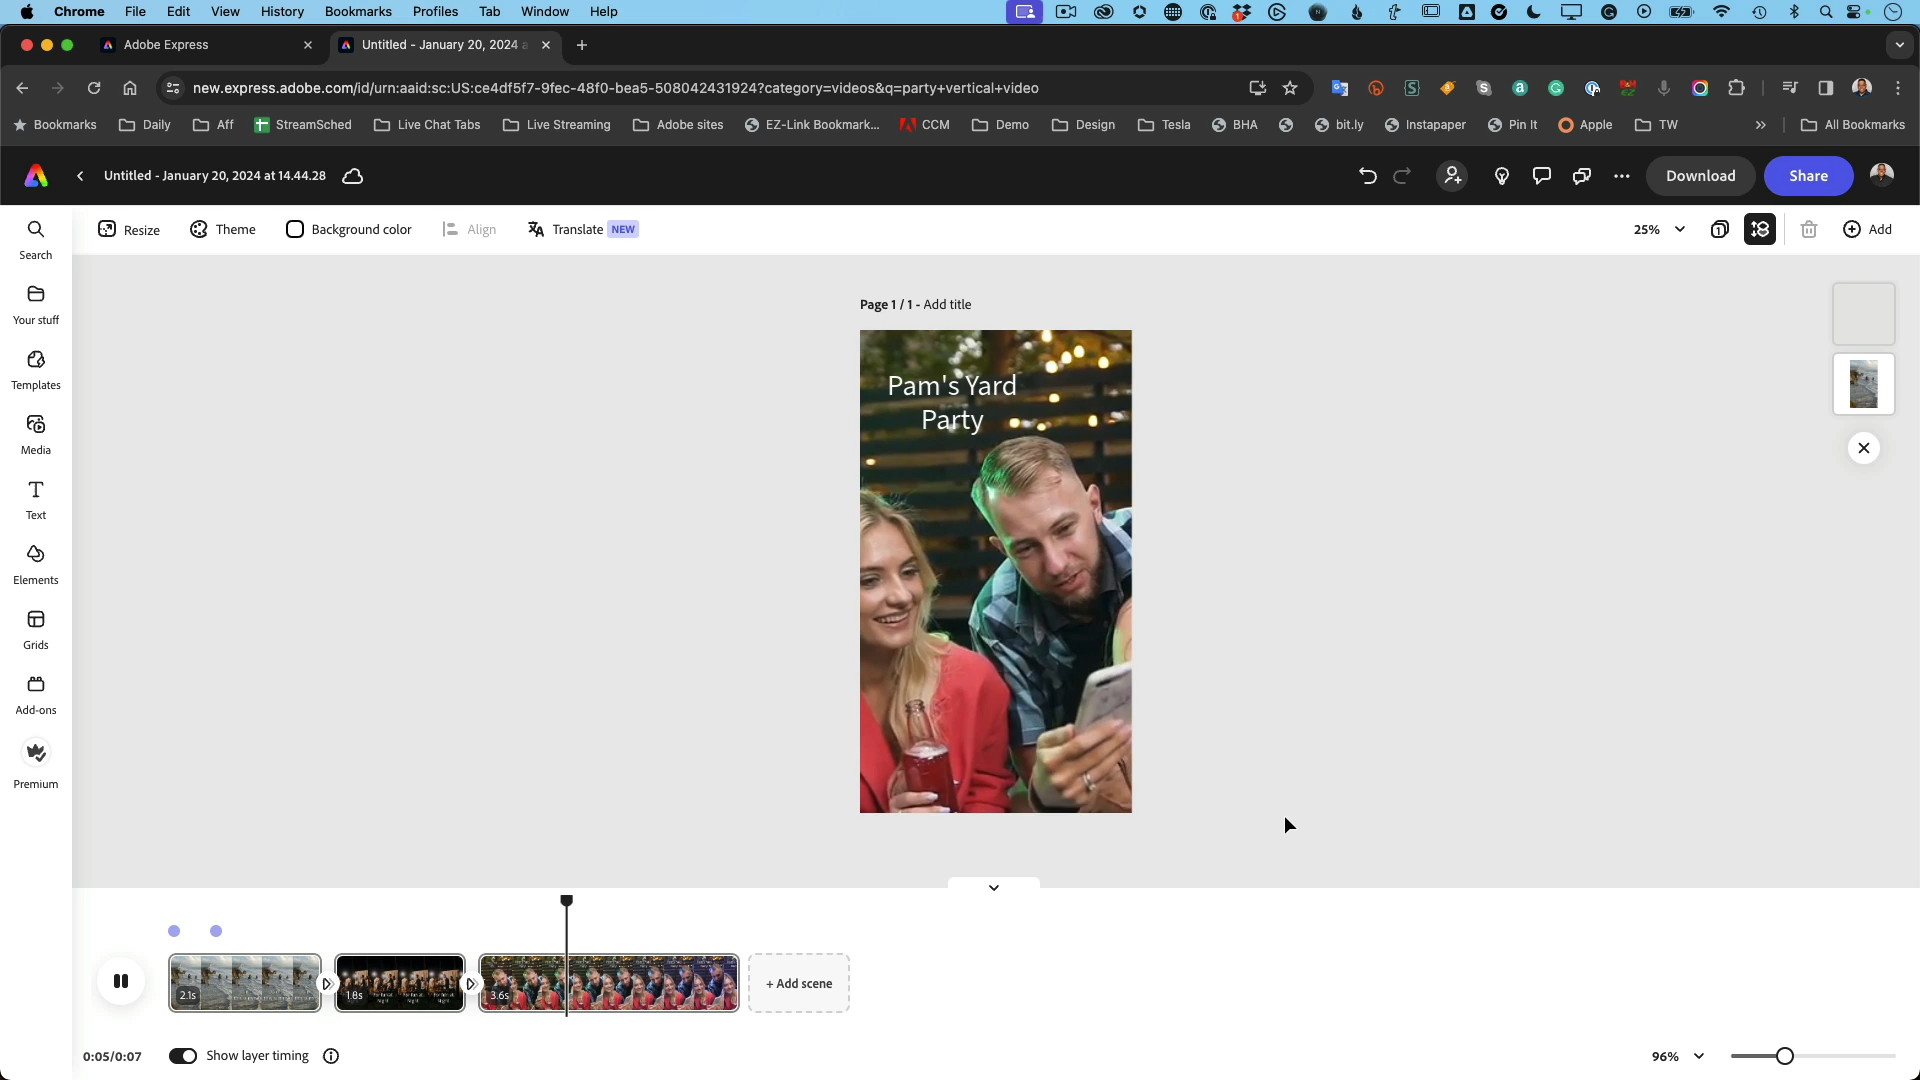 Chrome File Edit View History Bookmarks Profiles Tab Window Help
Adobe Express
Untitled - January 20, 2024 a
new.express.adobe.com/id/urn:aaid:sc:US:ce4df5f7-9fec-48f0-bea5-508042431924?category=videos&q=party+vertical+video
Bookmarks Daily Aff StreamSched Live Chat Tabs Live Streaming Adobe sites EZ-Link Bookmark... CCM Demo Design Tesla BHA bit.ly Instapaper Pin It Apple TW >> All Bookmarks
Untitled - January 20, 2024 at 14.44.28
Download Share
Resize Theme Background color Align Translate NEW
25% 1 Add
Search
Your stuff
Templates
Media
Text
Elements
Grids
Add-ons
Premium
Page 1 / 1 - Add title
Pam's Yard
Party
2.1s
1.8s
3.6s
+ Add scene
0:05/0:07 Show layer timing
96%